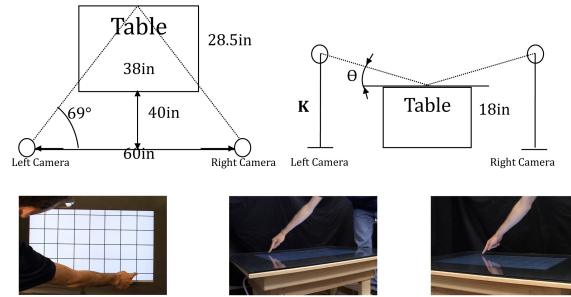 Table
28.5in
38in
69°
40in
60in
Left Camera
Right Camera
θ
K
Table
18in
Left Camera
Right Camera